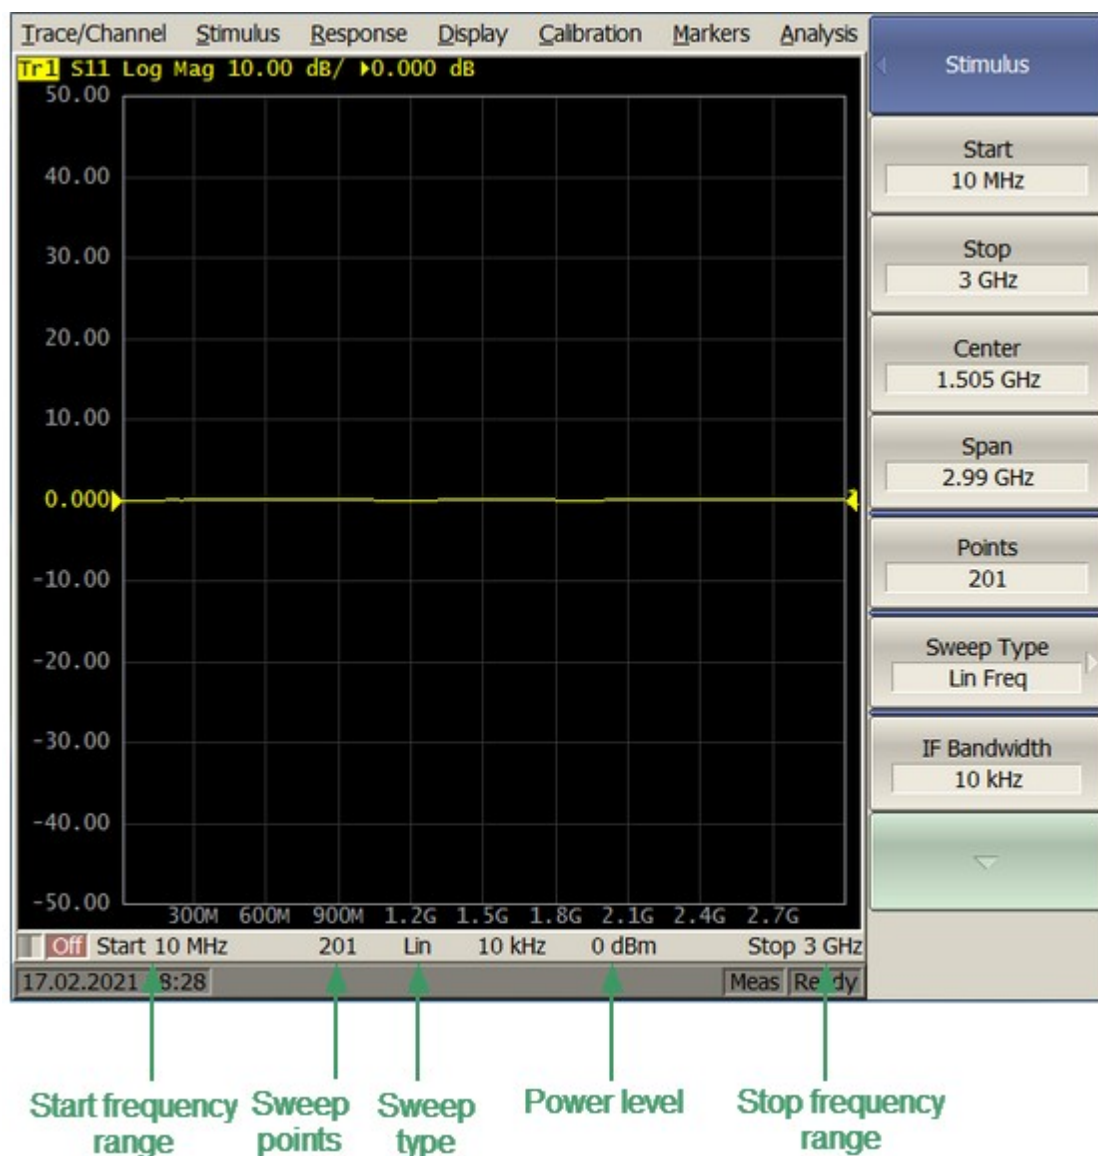 Trace/Channel Stimulus Response Display Calibration Markers Analysis
Tr1 S11 Log Mag 10.00 dB/ ▶0.000 dB
50.00
40.00
30.00
20.00
10.00
0.000
-10.00
-20.00
-30.00
-40.00
-50.00
300M 600M 900M 1.2G 1.5G 1.8G 2.1G 2.4G 2.7G
Off Start 10 MHz 201 Lin 10 kHz 0 dBm Stop 3 GHz
17.02.2021 8:28 Meas Ready
Stimulus
Start
10 MHz
Stop
3 GHz
Center
1.505 GHz
Span
2.99 GHz
Points
201
Sweep Type
Lin Freq
IF Bandwidth
10 kHz
Start frequency
range
Sweep
points
Sweep
type
Power level
Stop frequency
range